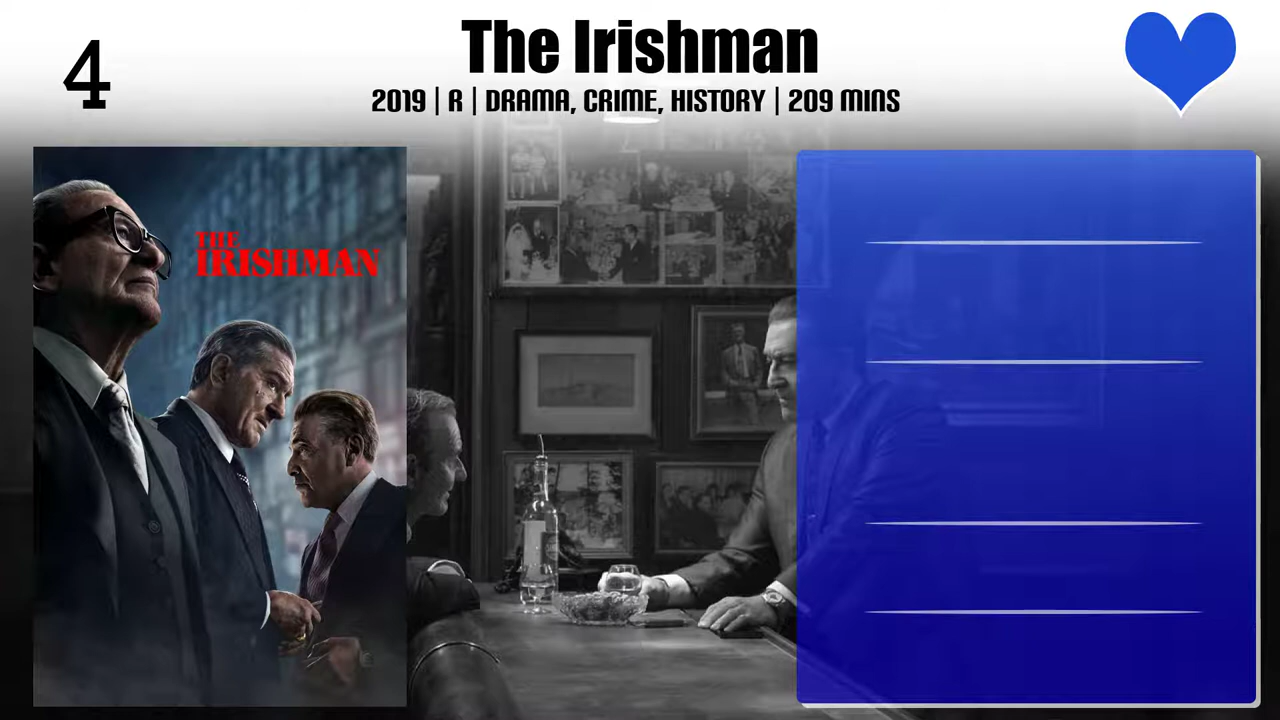 4
The Irishman
2019 | R | DRAMA, CRIME, HISTORY | 209 MINS
THE
IRISHMAN